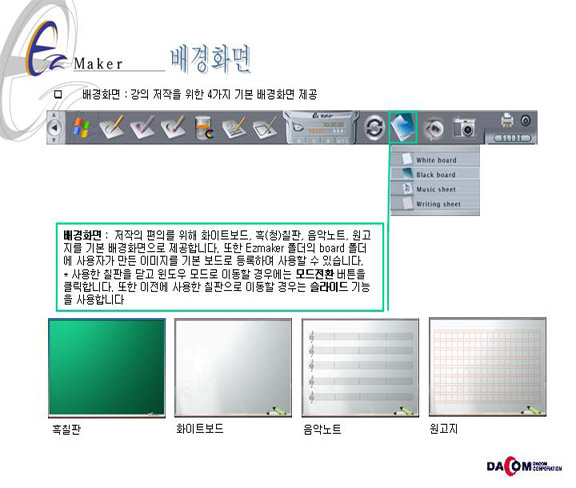 Ez Maker 배경화면
배경화면 : 강의 저작을 위한 4가지 기본 배경화면 제공
Ez Maker
00:00:00
White board
Black board
Music sheet
Writing sheet
배경화면 : 저작의 편의를 위해 화이트보드, 흑(청)칠판, 음악노트, 원고
지를 기본 배경화면으로 제공합니다. 또한 Ezmaker 폴더의 board 폴더
에 사용자가 만든 이미지를 기본 보드로 등록하여 사용할 수 있습니다.
* 사용한 칠판을 닫고 윈도우 모드로 이동할 경우에는 모드전환 버튼을
클릭합니다. 또한 이전에 사용한 칠판으로 이동할 경우는 슬라이드 기능
을 사용합니다
흑칠판
화이트보드
음악노트
원고지
DACOM DACOM
CORPORATION